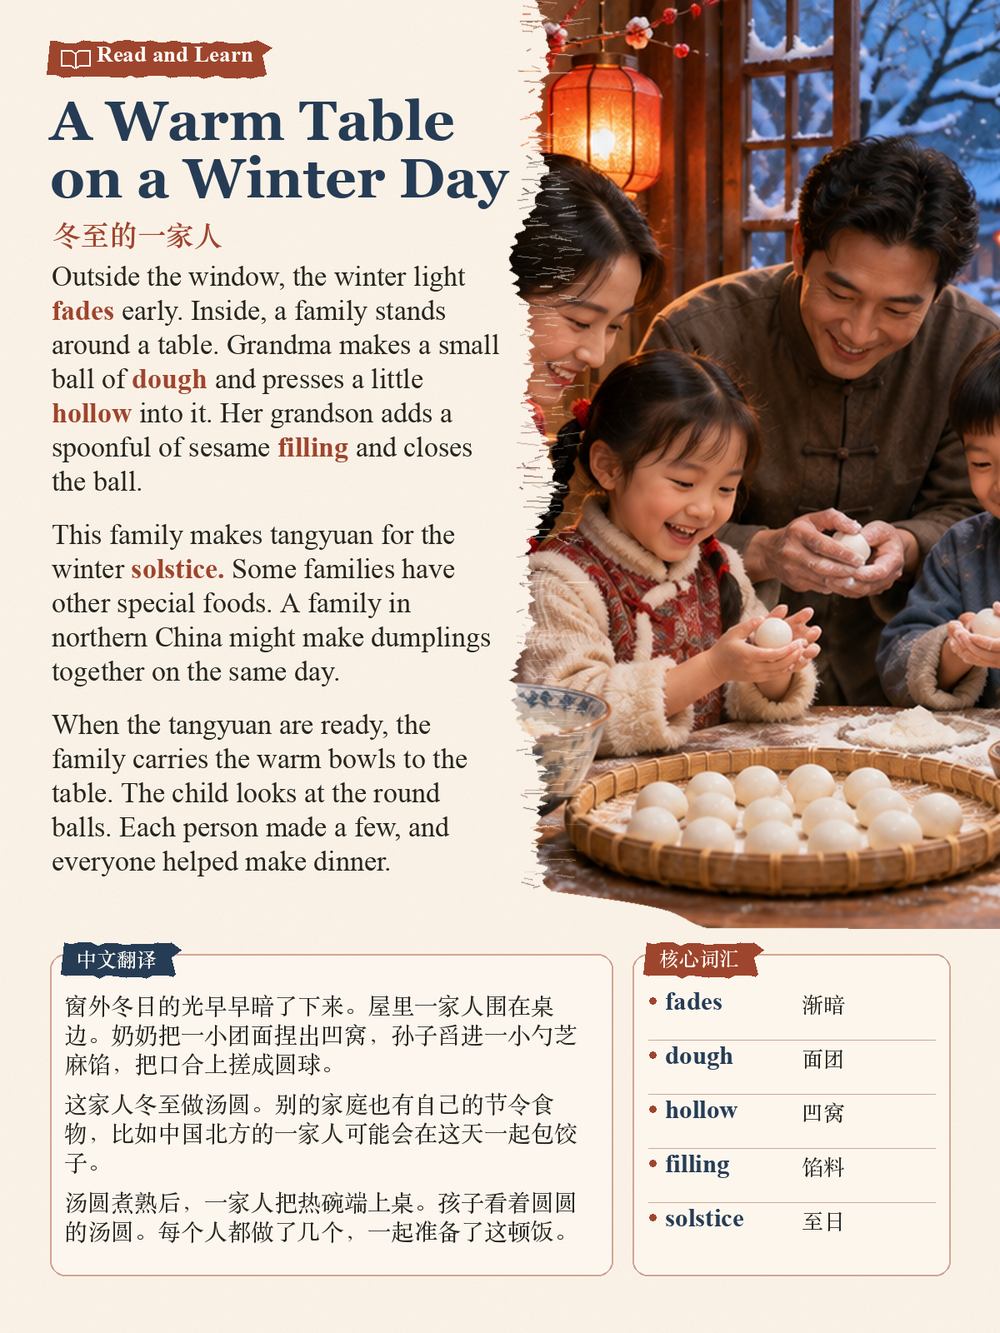 Read and Learn
A Warm Table
on a Winter Day
冬至的一家人
Outside the window, the winter light
fades early. Inside, a family stands
around a table. Grandma makes a small
ball of dough and presses a little
hollow into it. Her grandson adds a
spoonful of sesame filling and closes
the ball.
This family makes tangyuan for the
winter solstice. Some families have
other special foods. A family in
northern China might make dumplings
together on the same day.
When the tangyuan are ready, the
family carries the warm bowls to the
table. The child looks at the round
balls. Each person made a few, and
everyone helped make dinner.
中文翻译
窗外冬日的光早早暗了下来。屋里一家人围在桌
边。奶奶把一小团面捏出凹窝，孙子舀进一小勺芝
麻馅，把口合上搓成圆球。
这家人冬至做汤圆。别的家庭也有自己的节令食
物，比如中国北方的一家人可能会在这天一起包饺
子。
汤圆煮熟后，一家人把热碗端上桌。孩子看着圆圆
的汤圆。每个人都做了几个，一起准备了这顿饭。
核心词汇
• fades 渐暗
• dough 面团
• hollow 凹窝
• filling 馅料
• solstice 至日